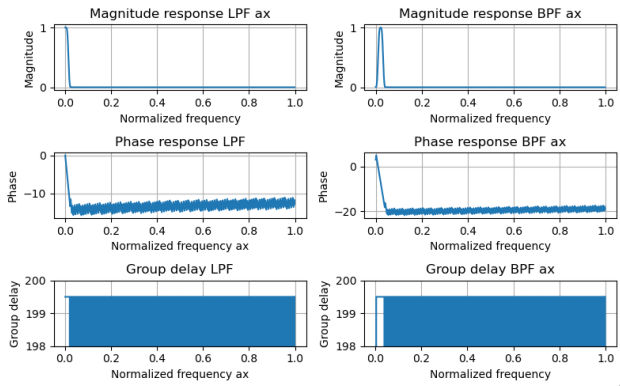 Magnitude response LPF ax
Magnitude
1
0
0.0 0.2 0.4 0.6 0.8 1.0
Normalized frequency
Magnitude response BPF ax
Magnitude
1
0
0.0 0.2 0.4 0.6 0.8 1.0
Normalized frequency
Phase response LPF
Phase
0
−10
0.0 0.2 0.4 0.6 0.8 1.0
Normalized frequency ax
Phase response BPF ax
Phase
0
−20
0.0 0.2 0.4 0.6 0.8 1.0
Normalized frequency ax
Group delay LPF
Group delay
200
199
198
0.0 0.2 0.4 0.6 0.8 1.0
Normalized frequency ax
Group delay BPF ax
Group delay
200
199
198
0.0 0.2 0.4 0.6 0.8 1.0
Normalized frequency ax